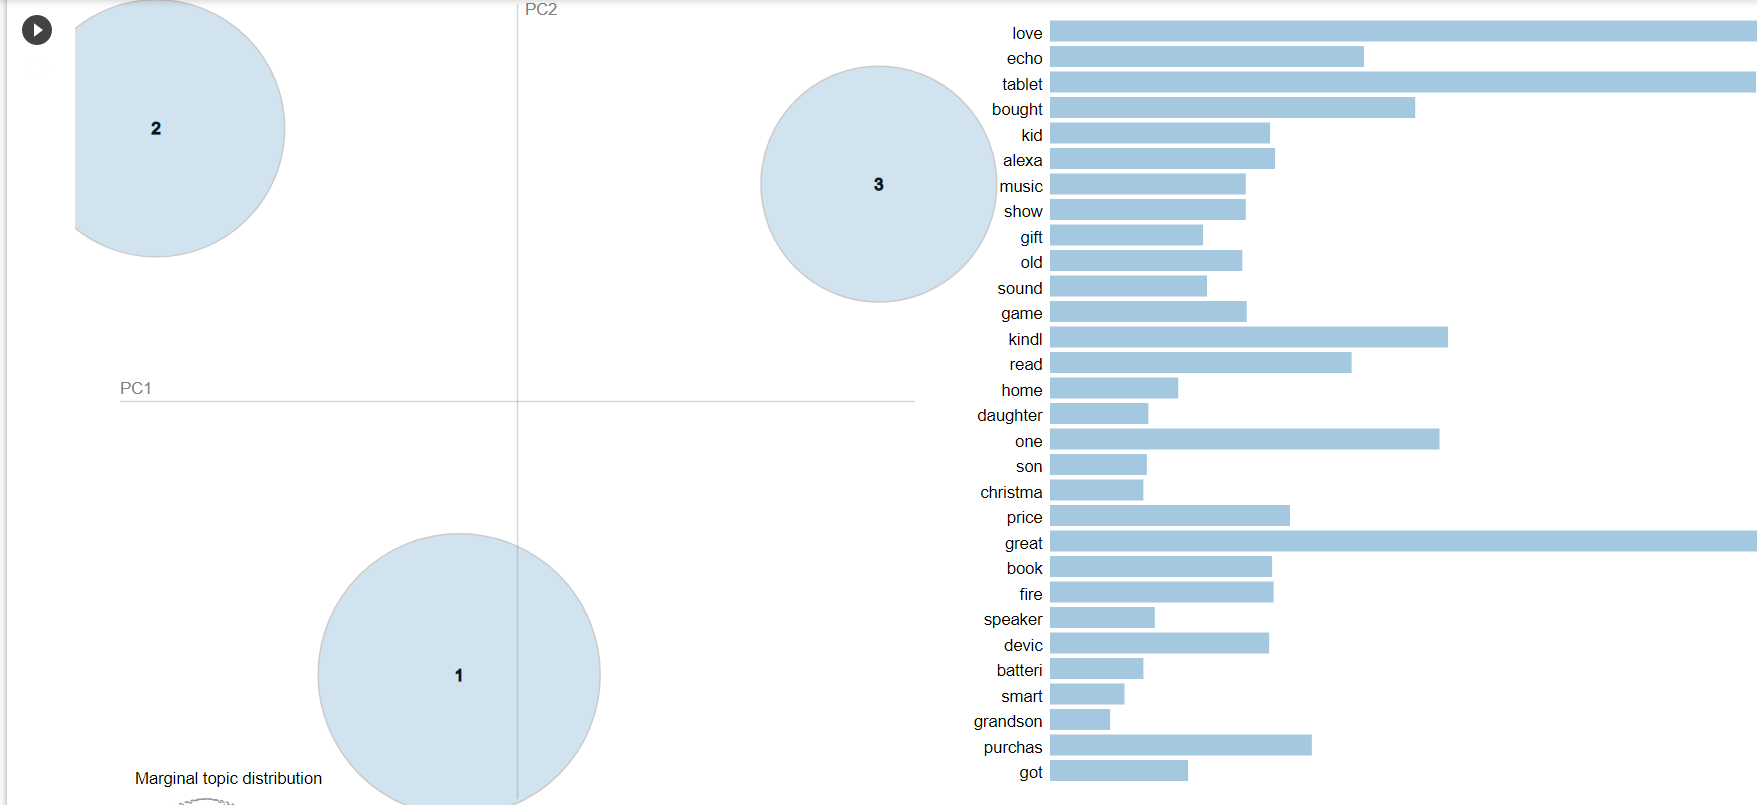 PC2
2
3
PC1
1
Marginal topic distribution
love
echo
tablet
bought
kid
alexa
music
show
gift
old
sound
game
kindl
read
home
daughter
one
son
christma
price
great
book
fire
speaker
devic
batteri
smart
grandson
purchas
got